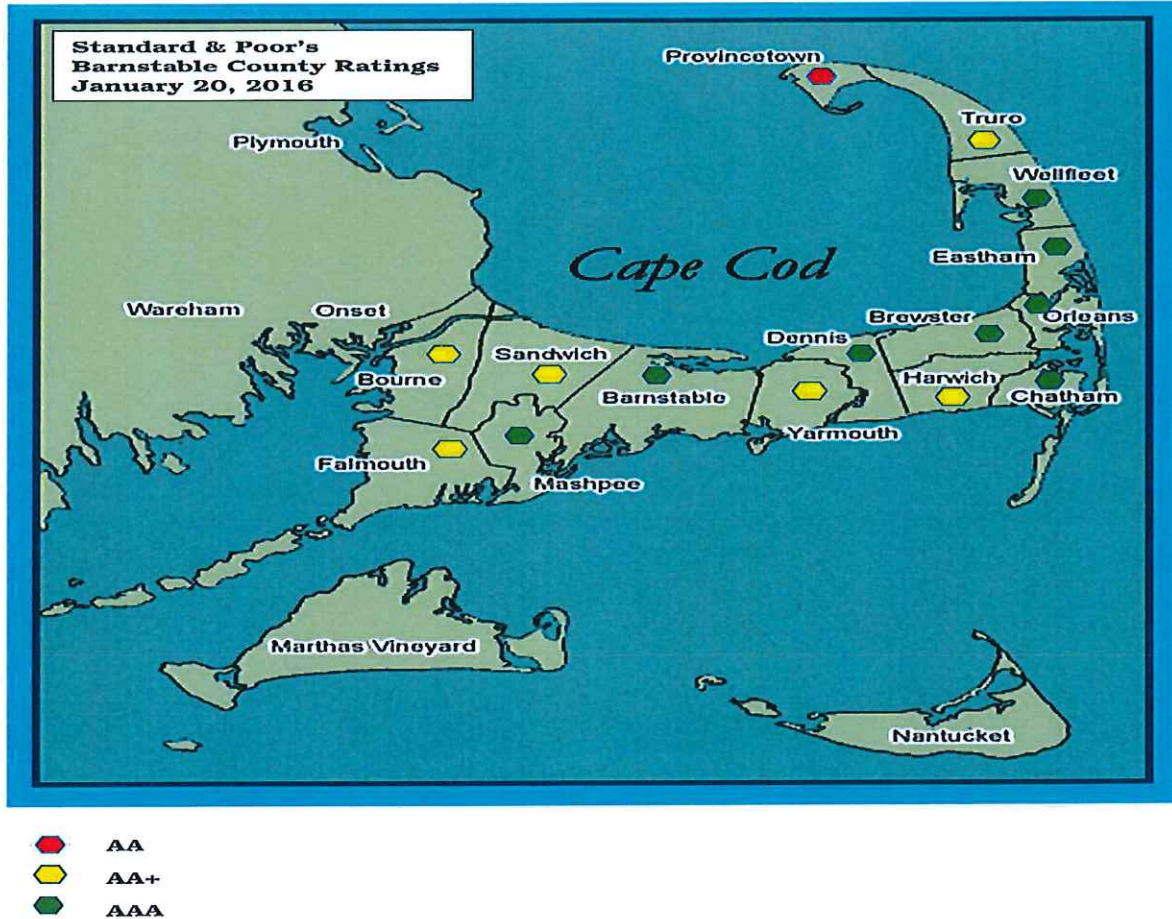 Standard & Poor's
Barnstable County Ratings
January 20, 2016
Provincetown
Plymouth
Truro
Wellfleet
Cape Cod
Eastham
Wareham
Onset
Brewster
Orleans
Dennis
Sandwich
Bourne
Harwich
Barnstable
Chatham
Yarmouth
Falmouth
Mashpee
Marthas Vineyard
Nantucket
AA
AA+
AAA